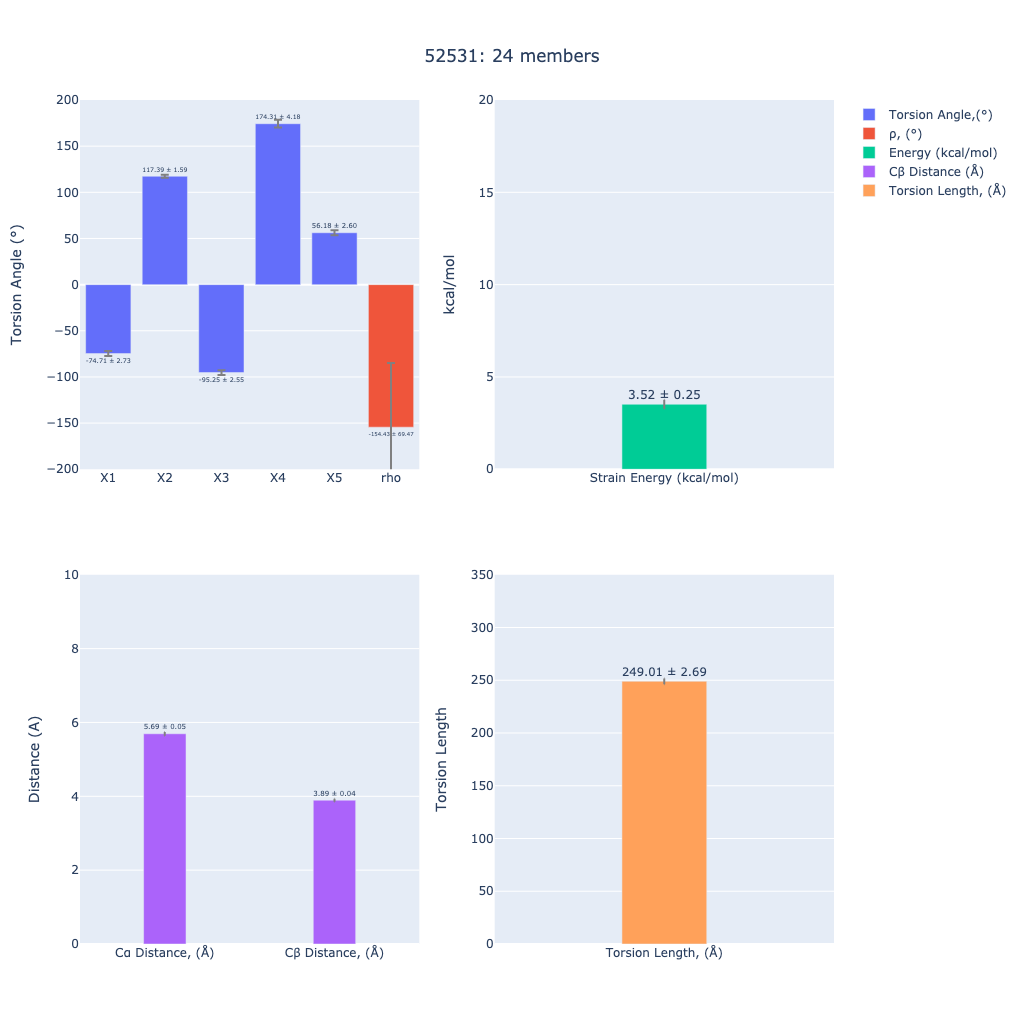 52531: 24 members
Torsion Angle (°)
200
150
100
50
0
−50
−100
−150
−200
-74.71 ± 2.73
117.39 ± 1.59
-95.25 ± 2.55
174.31 ± 4.18
56.18 ± 2.60
-154.43 ± 69.47
X1 X2 X3 X4 X5 rho
kcal/mol
20
15
10
5
0
3.52 ± 0.25
Strain Energy (kcal/mol)
Torsion Angle,(°)
ρ, (°)
Energy (kcal/mol)
Cβ Distance (Å)
Torsion Length, (Å)
Distance (A)
10
8
6
4
2
0
5.69 ± 0.05
3.89 ± 0.04
Cα Distance, (Å) Cβ Distance, (Å)
Torsion Length
350
300
250
200
150
100
50
0
249.01 ± 2.69
Torsion Length, (Å)